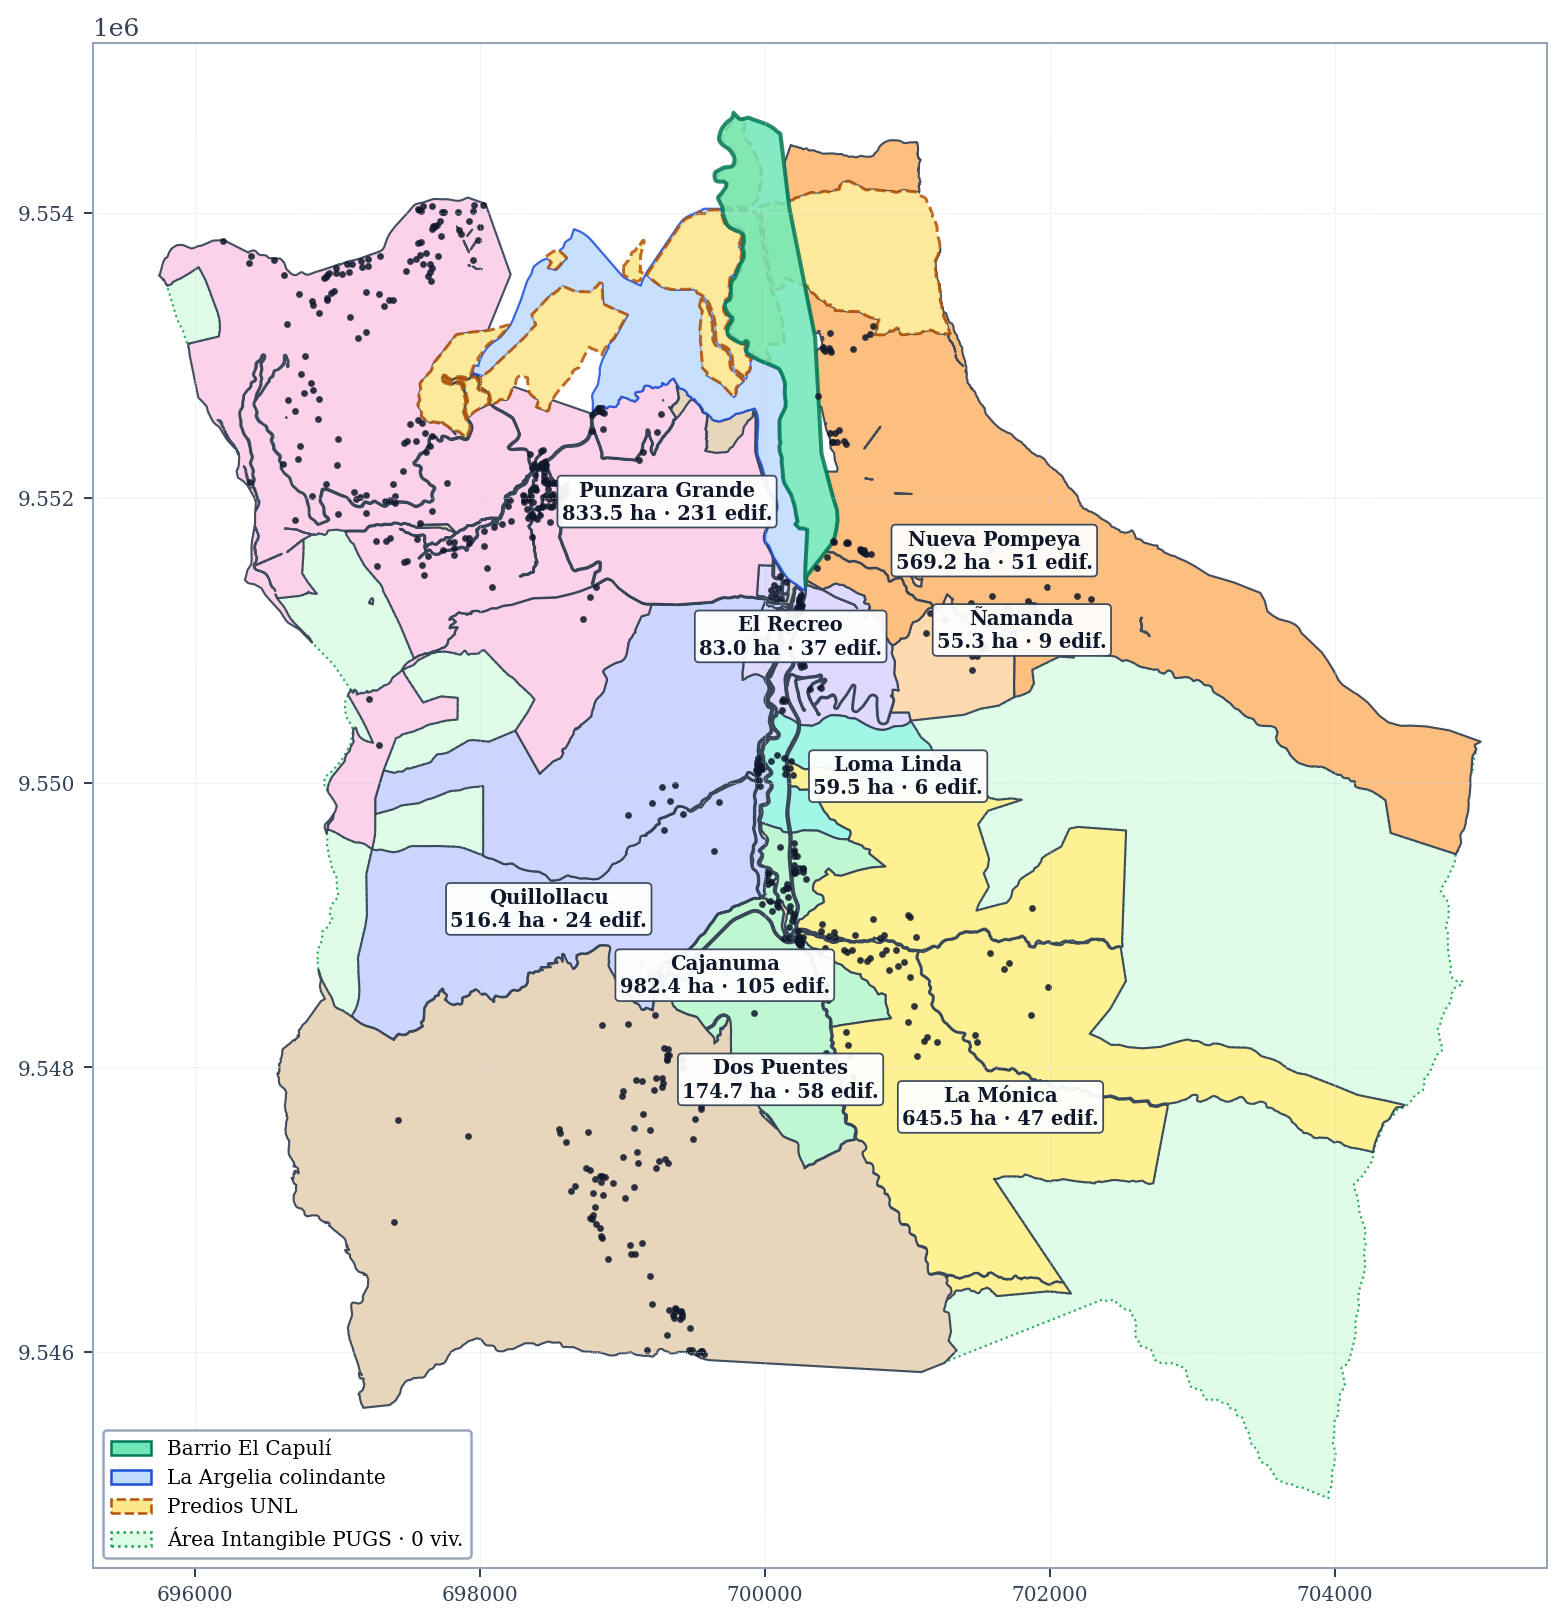 1e6
9.554
9.552
9.550
9.548
9.546
Punzara Grande
833.5 ha · 231 edif.
Nueva Pompeya
569.2 ha · 51 edif.
Ñamanda
55.3 ha · 9 edif.
El Recreo
83.0 ha · 37 edif.
Loma Linda
59.5 ha · 6 edif.
Quillollacu
516.4 ha · 24 edif.
Cajanuma
982.4 ha · 105 edif.
Dos Puentes
174.7 ha · 58 edif.
La Mónica
645.5 ha · 47 edif.
Barrio El Capulí
La Argelia colindante
Predios UNL
Área Intangible PUGS · 0 viv.
696000
698000
700000
702000
704000